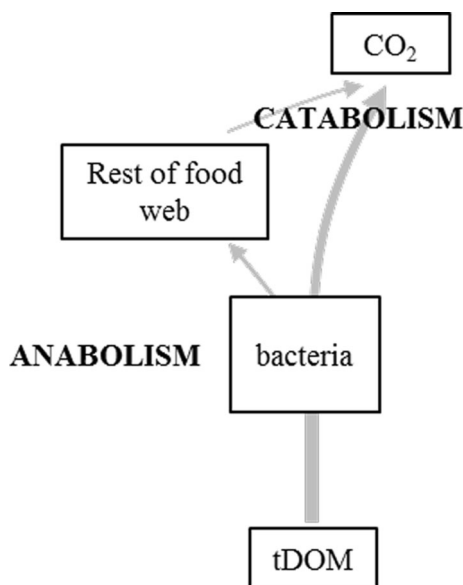 CO₂
CATABOLISM
Rest of food
web
ANABOLISM
bacteria
tDOM